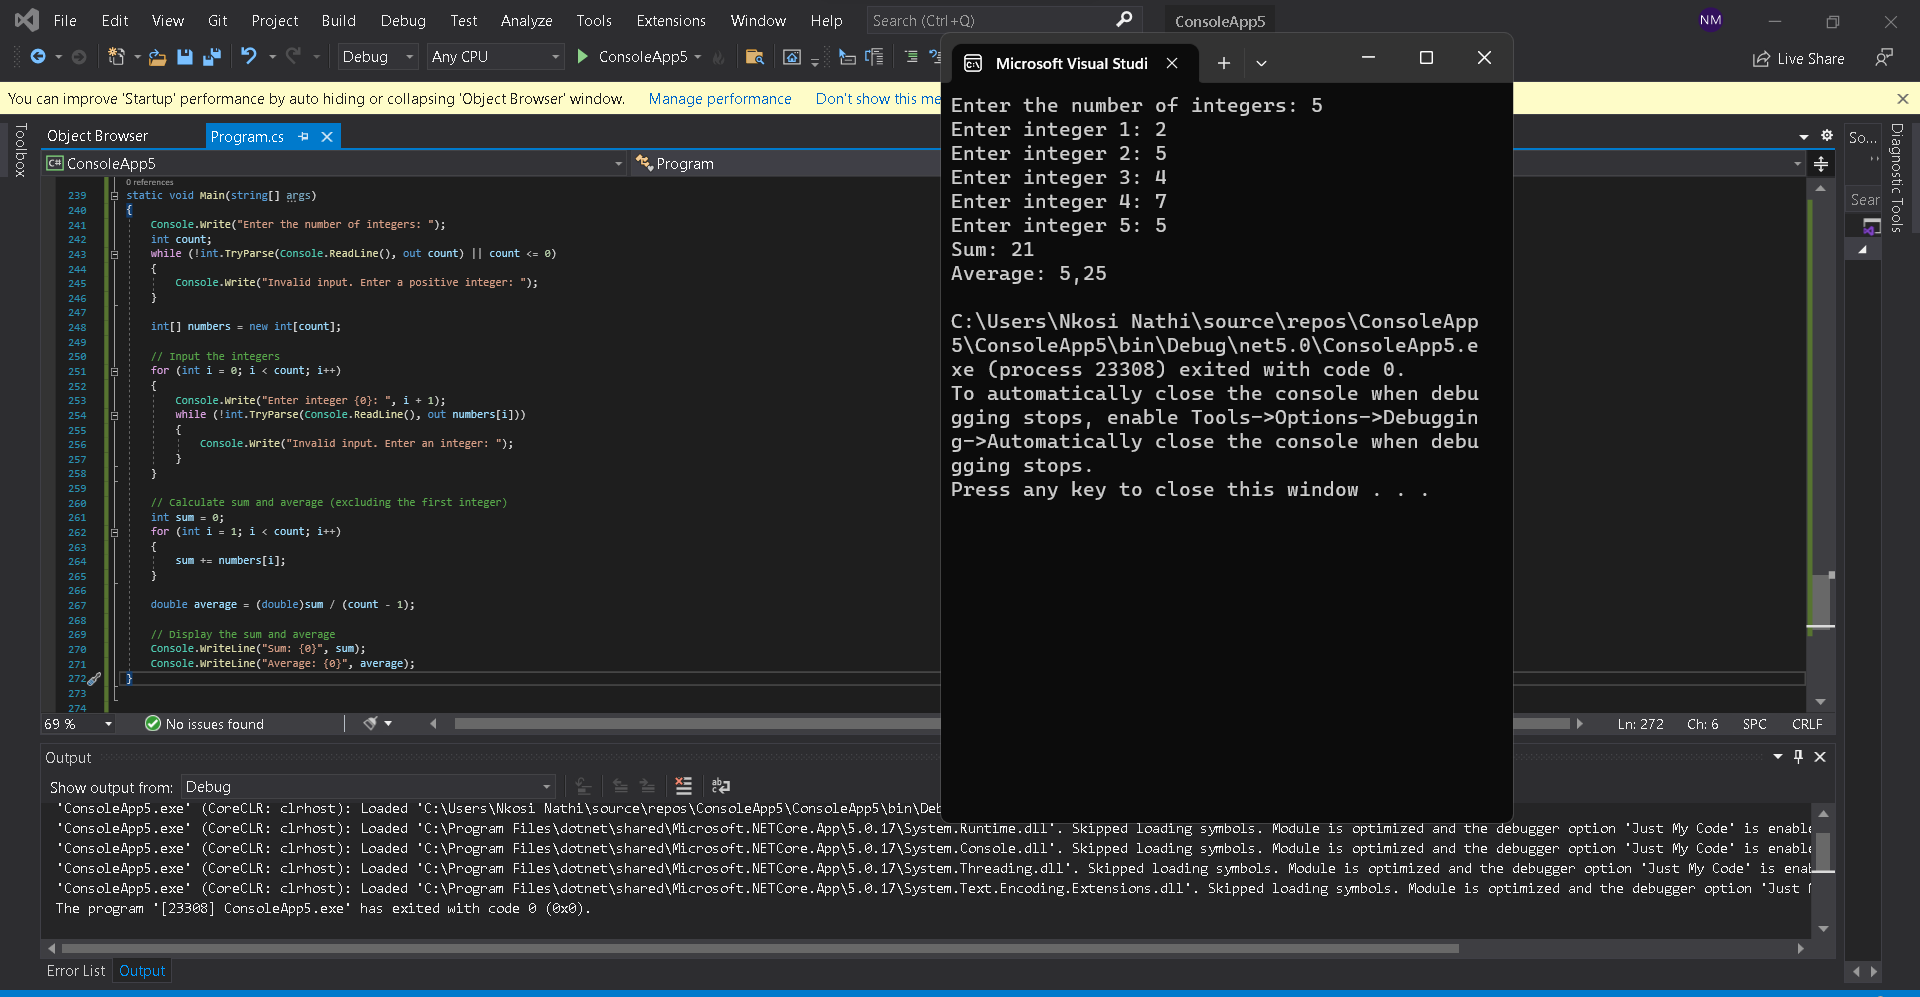 File Edit View Git Project Build Debug Test Analyze Tools Extensions Window Help Search (Ctrl+Q) ConsoleApp5 NM
Debug Any CPU ConsoleApp5 Live Share
You can improve 'Startup' performance by auto hiding or collapsing 'Object Browser' window. Manage performance Don't show this me
Toolbox
Object Browser Program.cs
ConsoleApp5 Program
0 references
239 static void Main(string[] args)
240 {
241 Console.Write("Enter the number of integers: ");
242 int count;
243 while (!int.TryParse(Console.ReadLine(), out count) || count <= 0)
244 {
245 Console.Write("Invalid input. Enter a positive integer: ");
246 }
247
248 int[] numbers = new int[count];
249
250 // Input the integers
251 for (int i = 0; i < count; i++)
252 {
253 Console.Write("Enter integer {0}: ", i + 1);
254 while (!int.TryParse(Console.ReadLine(), out numbers[i]))
255 {
256 Console.Write("Invalid input. Enter an integer: ");
257 }
258 }
259
260 // Calculate sum and average (excluding the first integer)
261 int sum = 0;
262 for (int i = 1; i < count; i++)
263 {
264 sum += numbers[i];
265 }
266
267 double average = (double)sum / (count - 1);
268
269 // Display the sum and average
270 Console.WriteLine("Sum: {0}", sum);
271 Console.WriteLine("Average: {0}", average);
272 }
273
274
69 % No issues found Ln: 272 Ch: 6 SPC CRLF
Microsoft Visual Studi
Enter the number of integers: 5
Enter integer 1: 2
Enter integer 2: 5
Enter integer 3: 4
Enter integer 4: 7
Enter integer 5: 5
Sum: 21
Average: 5,25
C:\Users\Nkosi Nathi\source\repos\ConsoleApp
5\ConsoleApp5\bin\Debug\net5.0\ConsoleApp5.e
xe (process 23308) exited with code 0.
To automatically close the console when debu
gging stops, enable Tools->Options->Debuggin
g->Automatically close the console when debu
gging stops.
Press any key to close this window . . .
So...
Sear
Diagnostic Tools
Output
Show output from: Debug
'ConsoleApp5.exe' (CoreCLR: clrhost): Loaded 'C:\Users\Nkosi Nathi\source\repos\ConsoleApp5\ConsoleApp5\bin\Deb
'ConsoleApp5.exe' (CoreCLR: clrhost): Loaded 'C:\Program Files\dotnet\shared\Microsoft.NETCore.App\5.0.17\System.Runtime.dll'. Skipped loading symbols. Module is optimized and the debugger option 'Just My Code' is enable
'ConsoleApp5.exe' (CoreCLR: clrhost): Loaded 'C:\Program Files\dotnet\shared\Microsoft.NETCore.App\5.0.17\System.Console.dll'. Skipped loading symbols. Module is optimized and the debugger option 'Just My Code' is enable
'ConsoleApp5.exe' (CoreCLR: clrhost): Loaded 'C:\Program Files\dotnet\shared\Microsoft.NETCore.App\5.0.17\System.Threading.dll'. Skipped loading symbols. Module is optimized and the debugger option 'Just My Code' is enabl
'ConsoleApp5.exe' (CoreCLR: clrhost): Loaded 'C:\Program Files\dotnet\shared\Microsoft.NETCore.App\5.0.17\System.Text.Encoding.Extensions.dll'. Skipped loading symbols. Module is optimized and the debugger option 'Just
The program '[23308] ConsoleApp5.exe' has exited with code 0 (0x0).
Error List Output